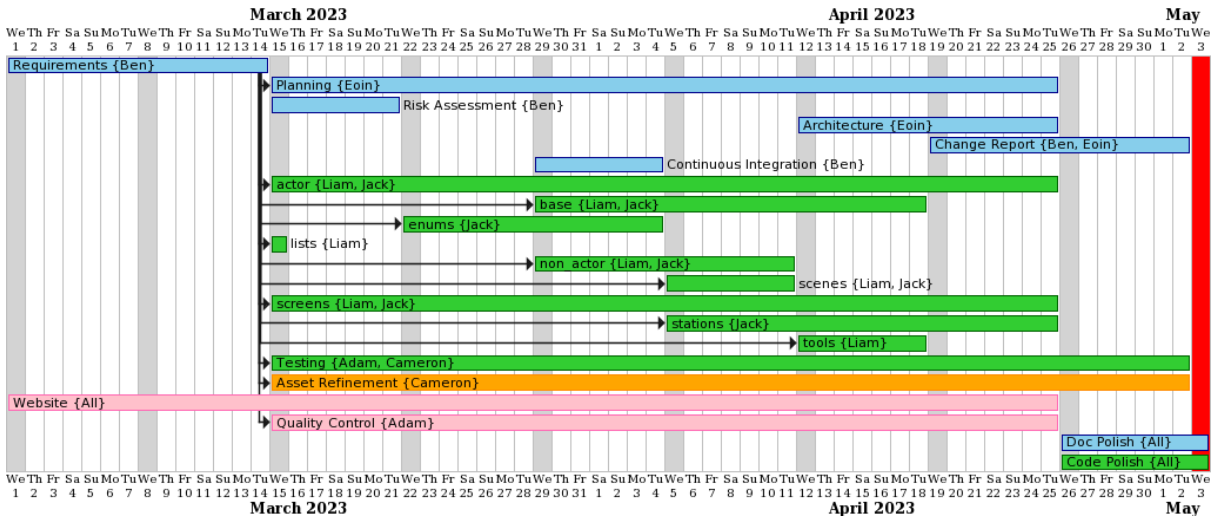 March 2023 April 2023 May
We Th Fr Sa Su Mo Tu We Th Fr Sa Su Mo Tu We Th Fr Sa Su Mo Tu We Th Fr Sa Su Mo Tu We Th Fr Sa Su Mo Tu We Th Fr Sa Su Mo Tu We Th Fr Sa Su Mo Tu We Th Fr Sa Su Mo Tu We Th Fr Sa Su Mo Tu We
1 2 3 4 5 6 7 8 9 10 11 12 13 14 15 16 17 18 19 20 21 22 23 24 25 26 27 28 29 30 31 1 2 3 4 5 6 7 8 9 10 11 12 13 14 15 16 17 18 19 20 21 22 23 24 25 26 27 28 29 30 1 2 3
Requirements {Ben}
Planning {Eoin}
Risk Assessment {Ben}
Architecture {Eoin}
Change Report {Ben, Eoin}
Continuous Integration {Ben}
actor {Liam, Jack}
base {Liam, Jack}
enums {Jack}
lists {Liam}
non_actor {Liam, Jack}
scenes {Liam, Jack}
screens {Liam, Jack}
stations {Jack}
tools {Liam}
Testing {Adam, Cameron}
Asset Refinement {Cameron}
Website {All}
Quality Control {Adam}
Doc Polish {All}
Code Polish {All}
We Th Fr Sa Su Mo Tu We Th Fr Sa Su Mo Tu We Th Fr Sa Su Mo Tu We Th Fr Sa Su Mo Tu We Th Fr Sa Su Mo Tu We Th Fr Sa Su Mo Tu We Th Fr Sa Su Mo Tu We Th Fr Sa Su Mo Tu We Th Fr Sa Su Mo Tu We
1 2 3 4 5 6 7 8 9 10 11 12 13 14 15 16 17 18 19 20 21 22 23 24 25 26 27 28 29 30 31 1 2 3 4 5 6 7 8 9 10 11 12 13 14 15 16 17 18 19 20 21 22 23 24 25 26 27 28 29 30 1 2 3
March 2023 April 2023 May